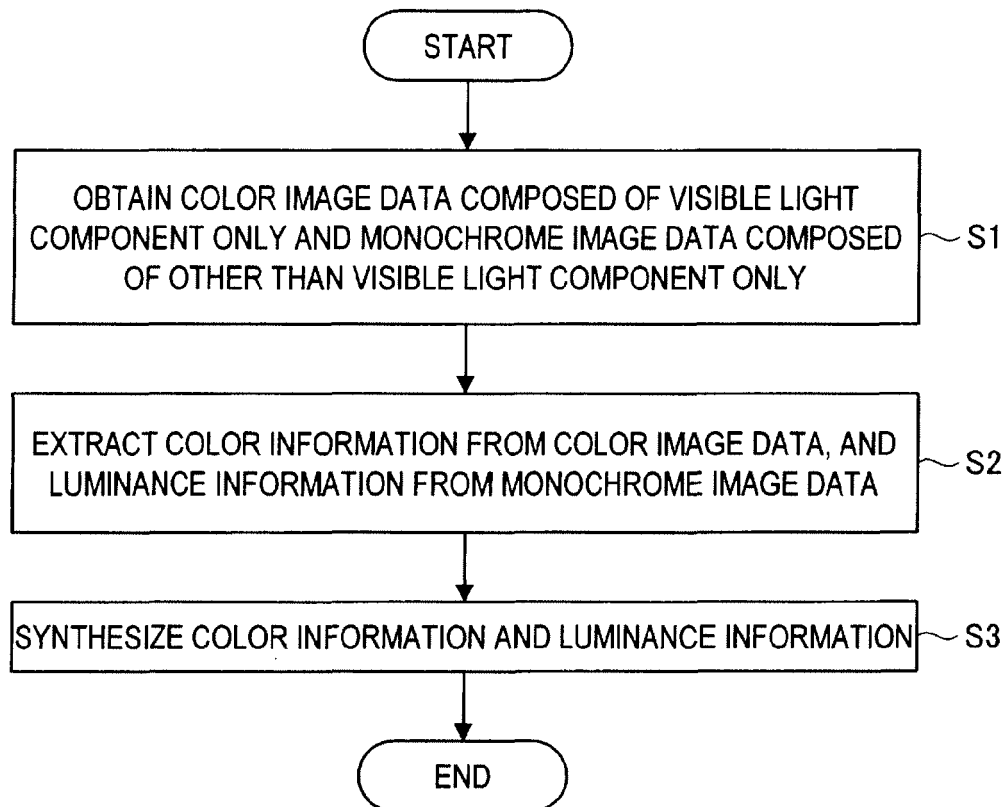 START
OBTAIN COLOR IMAGE DATA COMPOSED OF VISIBLE LIGHT
COMPONENT ONLY AND MONOCHROME IMAGE DATA COMPOSED
OF OTHER THAN VISIBLE LIGHT COMPONENT ONLY
S1
EXTRACT COLOR INFORMATION FROM COLOR IMAGE DATA, AND
LUMINANCE INFORMATION FROM MONOCHROME IMAGE DATA
S2
SYNTHESIZE COLOR INFORMATION AND LUMINANCE INFORMATION
S3
END